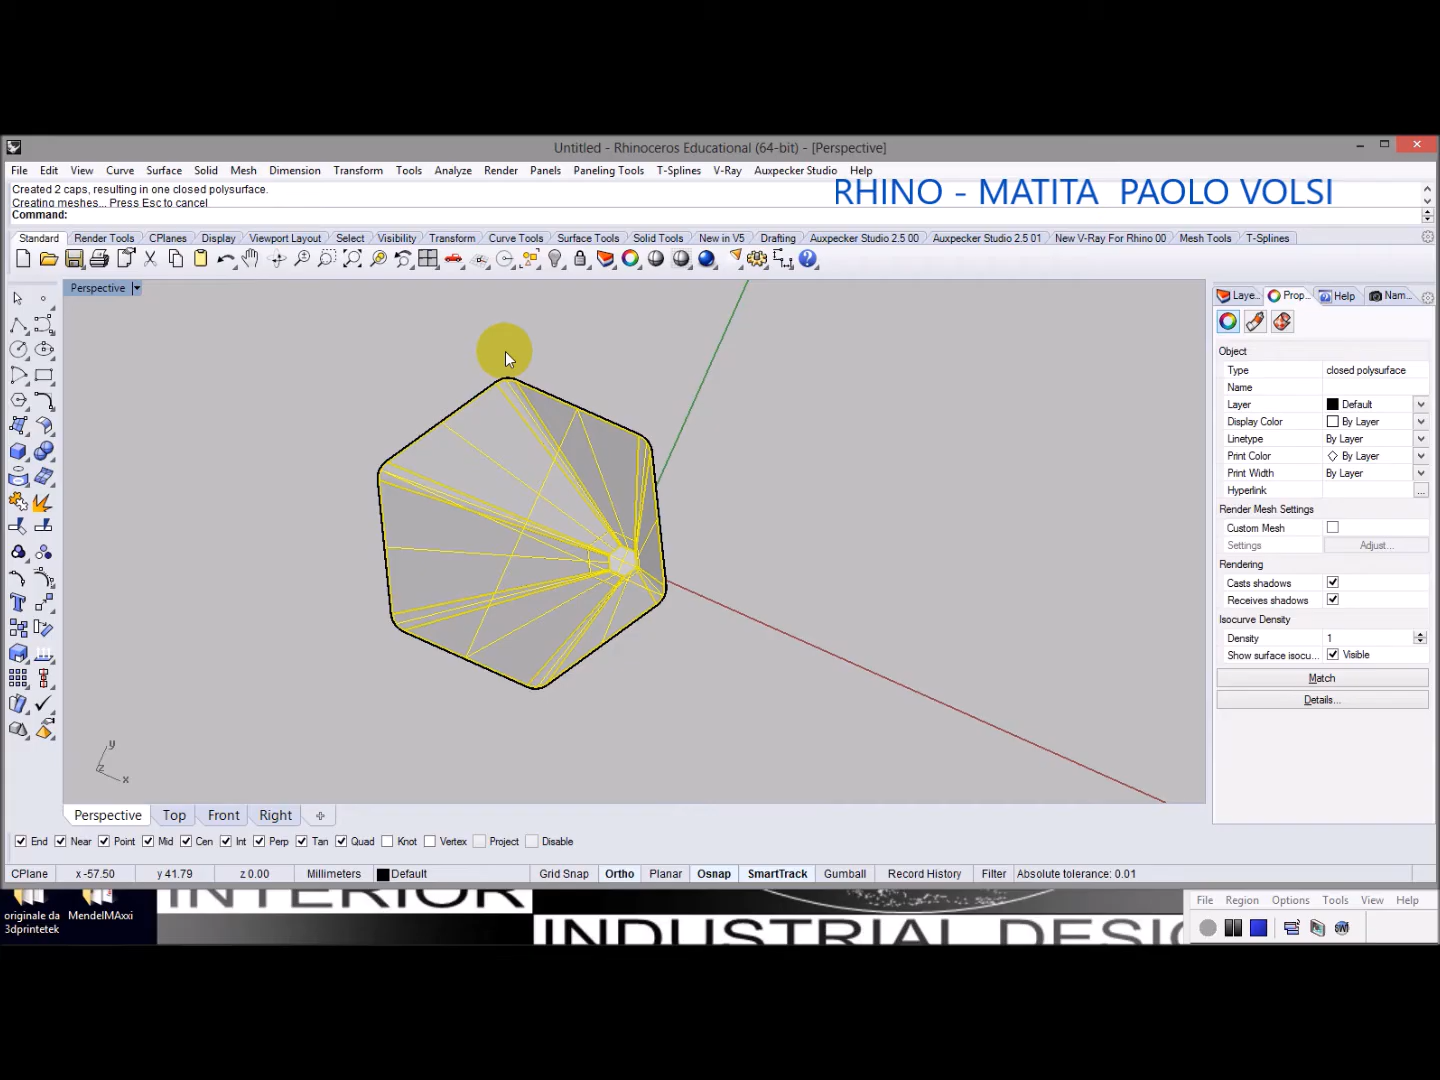 Untitled - Rhinoceros Educational (64-bit) - [Perspective]
File Edit View Curve Surface Solid Mesh Dimension Transform Tools Analyze Render Panels Paneling Tools T-Splines V-Ray Auxpecker Studio Help
Created 2 caps, resulting in one closed polysurface.
Creating meshes... Press Esc to cancel
RHINO - MATITA PAOLO VOLSI
Command:
Standard Render Tools CPlanes Display Viewport Layout Select Visibility Transform Curve Tools Surface Tools Solid Tools New in V5 Drafting Auxpecker Studio 2.5 00 Auxpecker Studio 2.5 01 New V-Ray For Rhino 00 Mesh Tools T-Splines
Perspective
Laye... Prop... Help Nam...
Object
Type closed polysurface
Name
Layer Default
Display Color By Layer
Linetype By Layer
Print Color By Layer
Print Width By Layer
Hyperlink ...
Render Mesh Settings
Custom Mesh
Settings Adjust...
Rendering
Casts shadows
Receives shadows
Isocurve Density
Density 1
Show surface isocu... Visible
Match
Details...
y
z
x
Perspective Top Front Right
End Near Point Mid Cen Int Perp Tan Quad Knot Vertex Project Disable
CPlane x -57.50 y 41.79 z 0.00 Millimeters Default Grid Snap Ortho Planar Osnap SmartTrack Gumball Record History Filter Absolute tolerance: 0.01
INTERIOR
originale da
3dprintetek
MendelMAxxi
INDUSTRIAL DESIG
File Region Options Tools View Help